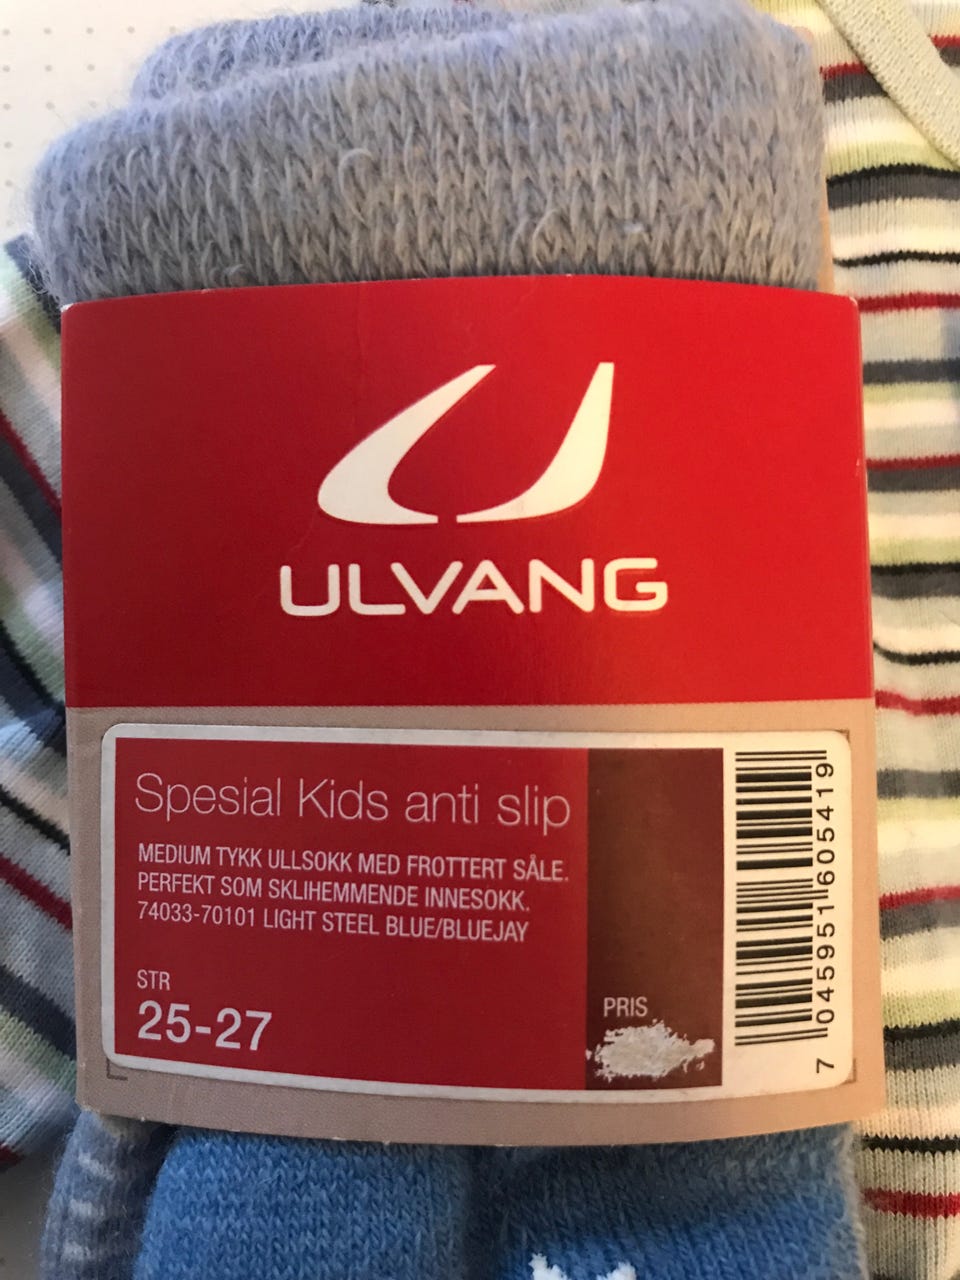 ULVANG
Spesial Kids anti slip
MEDIUM TYKK ULLSOKK MED FROTTERT SÅLE.
PERFEKT SOM SKLIHEMMENDE INNESOKK.
74033-70101 LIGHT STEEL BLUE/BLUEJAY
STR
25-27
PRIS
7 045951 605419